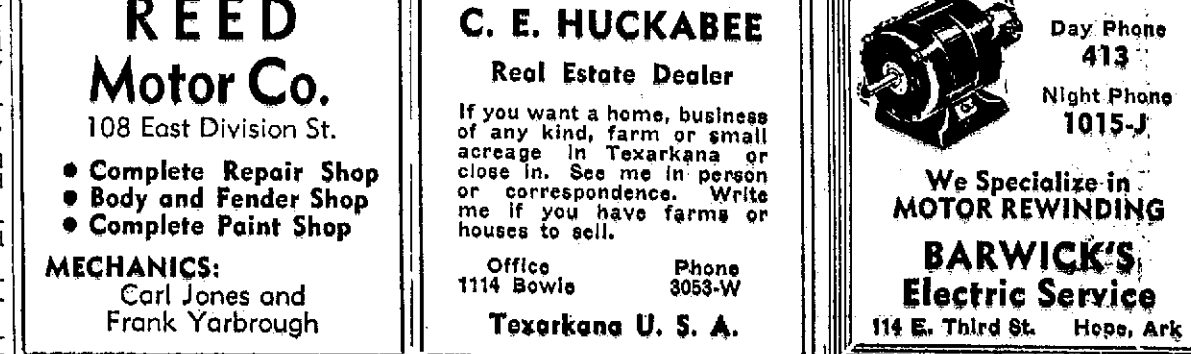 REED
Motor Co.
108 East Division St.
● Complete Repair Shop
● Body and Fender Shop
● Complete Paint Shop
MECHANICS:
Carl Jones and
Frank Yarbrough
C. E. HUCKABEE
Real Estate Dealer
If you want a home, business
of any kind, farm or small
acreage in Texarkana or
close in. See me in person
or correspondence. Write
me if you have farms or
houses to sell.
Office Phone
1114 Bowie 3053-W
Texarkana U. S. A.
Day Phone
413
Night Phone
1015-J
We Specialize in
MOTOR REWINDING
BARWICK'S
Electric Service
114 E. Third St. Hope, Ark